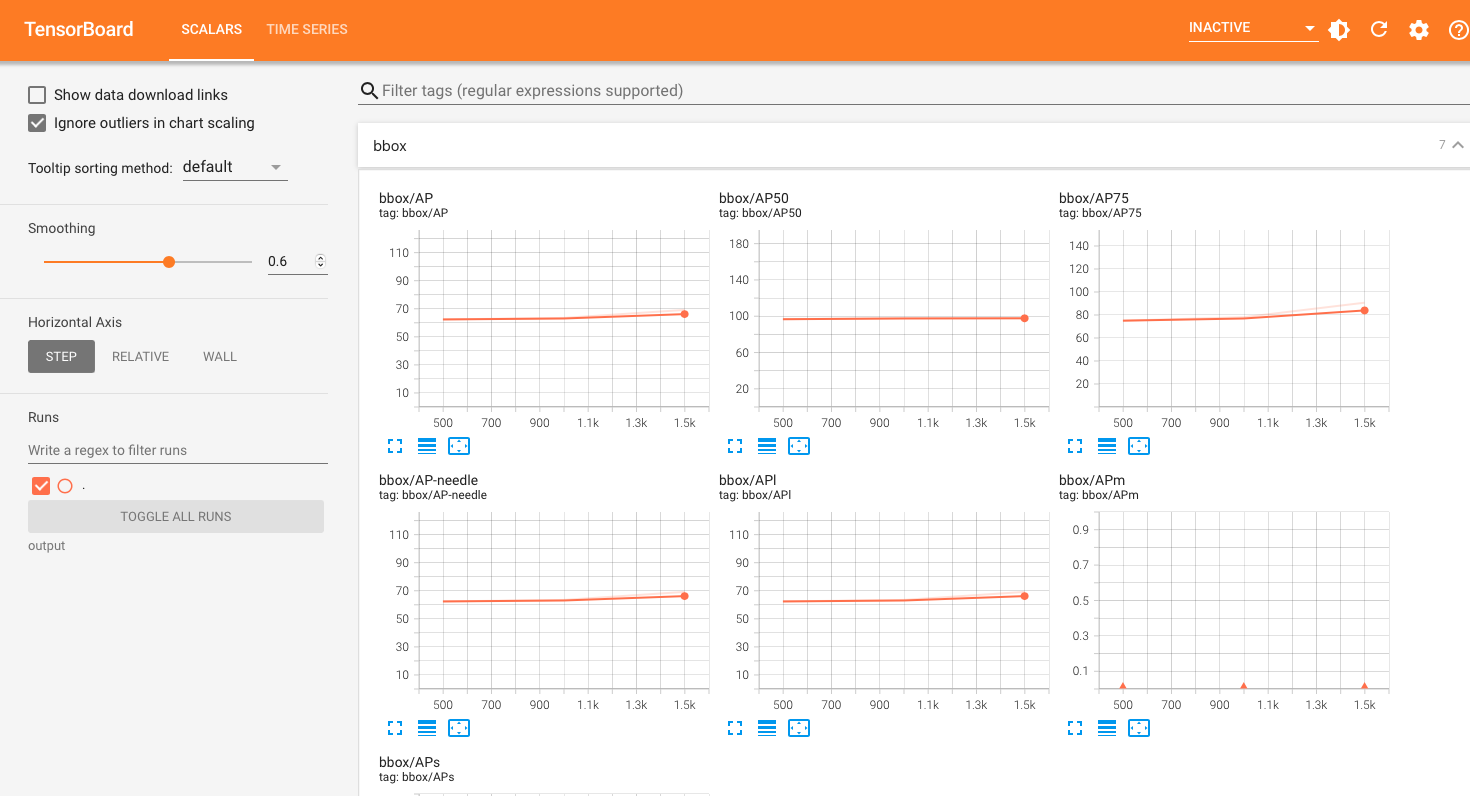 TensorBoard
SCALARS
TIME SERIES
INACTIVE
Show data download links
Ignore outliers in chart scaling
Tooltip sorting method: default
Smoothing
0.6
Horizontal Axis
STEP RELATIVE WALL
Runs
Write a regex to filter runs
.
TOGGLE ALL RUNS
output
Filter tags (regular expressions supported)
bbox
7
bbox/AP
tag: bbox/AP
110
90
70
50
30
10
500 700 900 1.1k 1.3k 1.5k
bbox/AP50
tag: bbox/AP50
180
140
100
60
20
500 700 900 1.1k 1.3k 1.5k
bbox/AP75
tag: bbox/AP75
140
120
100
80
60
40
20
500 700 900 1.1k 1.3k 1.5k
bbox/AP-needle
tag: bbox/AP-needle
110
90
70
50
30
10
500 700 900 1.1k 1.3k 1.5k
bbox/APl
tag: bbox/APl
110
90
70
50
30
10
500 700 900 1.1k 1.3k 1.5k
bbox/APm
tag: bbox/APm
0.9
0.7
0.5
0.3
0.1
500 700 900 1.1k 1.3k 1.5k
bbox/APs
tag: bbox/APs